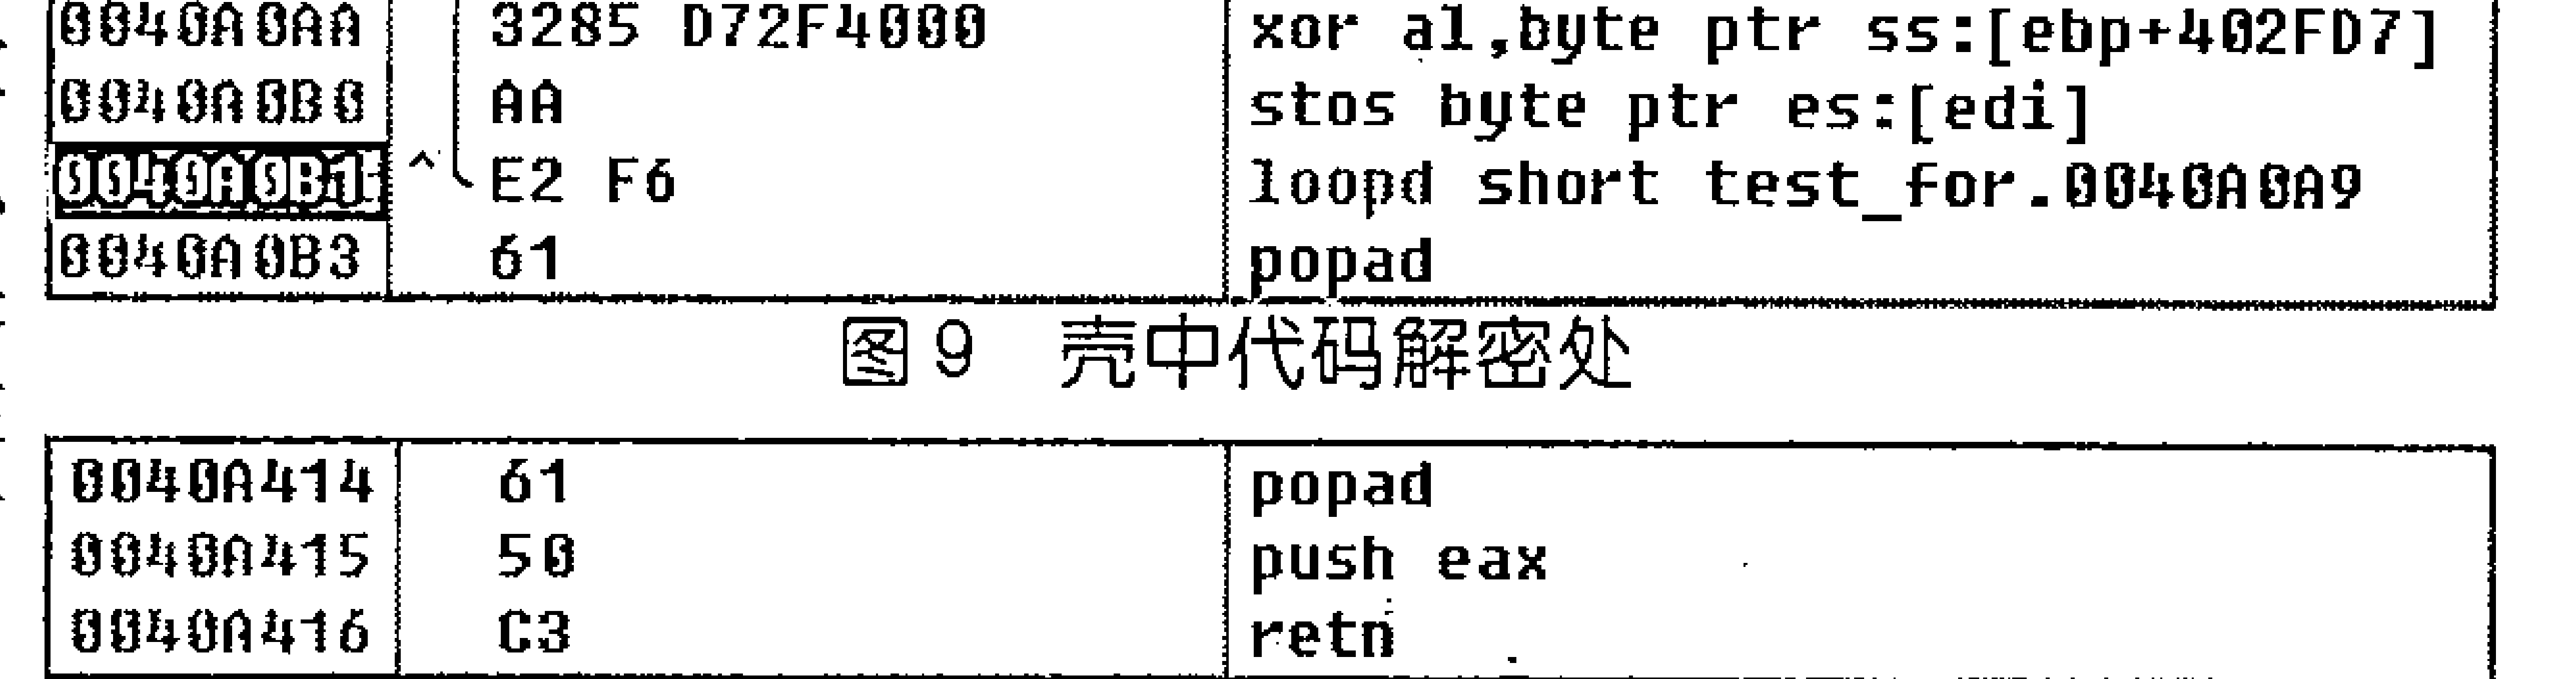 0040A0AA 3285 D72F4000 xor al,byte ptr ss:[ebp+402FD7]
0040A0B0 AA stos byte ptr es:[edi]
0040A0B1 ^ E2 F6 loopd short test_for.0040A0A9
0040A0B3 61 popad
图9 壳中代码解密处
0040A414 61 popad
0040A415 50 push eax
0040A416 C3 retn